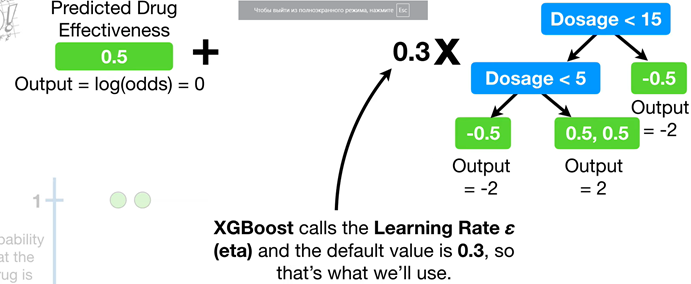 Predicted Drug
Effectiveness
0.5
Output = log(odds) = 0
+
0.3X
Чтобы выйти из полноэкранного режима, нажмите Esc
Dosage < 15
Dosage < 5
-0.5
Output
= -2
-0.5
Output
= -2
0.5, 0.5
Output
= 2
XGBoost calls the Learning Rate ε
(eta) and the default value is 0.3, so
that's what we'll use.
1